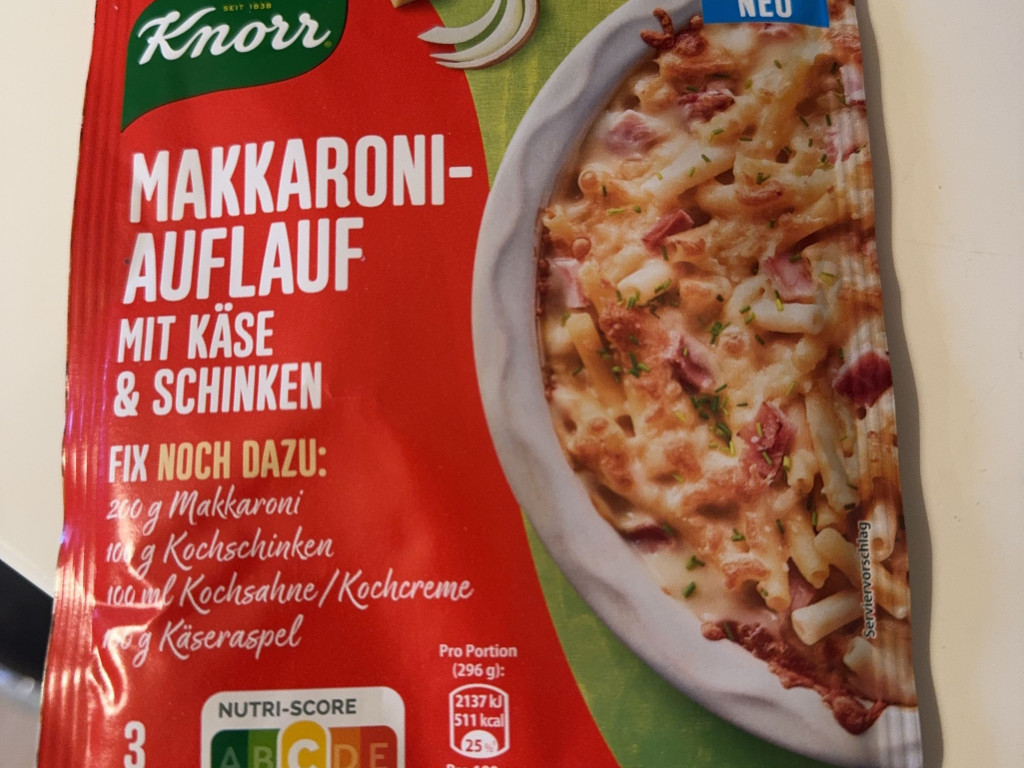 SEIT 1838
Knorr
NEU
MAKKARONI-
AUFLAUF
MIT KÄSE
& SCHINKEN
FIX NOCH DAZU:
200 g Makkaroni
100 g Kochschinken
100 ml Kochsahne/Kochcreme
g Käseraspel
Pro Portion
(296 g):
2137 kJ
511 kcal
25%
NUTRI-SCORE
A B C D E
3
Serviervorschlag